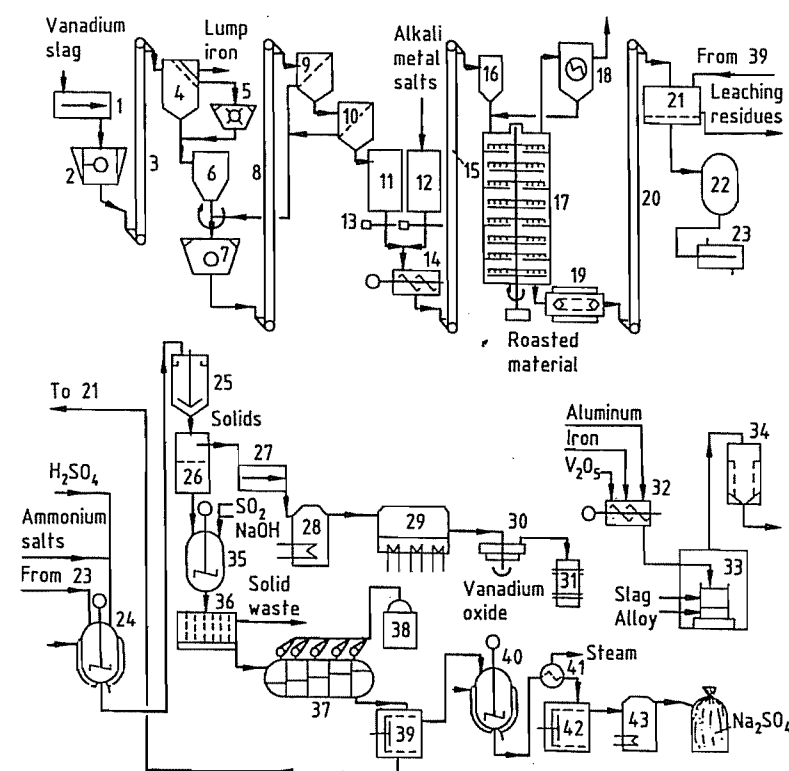 Vanadium
slag
Lump
iron
Alkali
metal
salts
From 39
Leaching
residues
1
2
3
4
5
6
7
8
9
10
11
12
13
14
15
16
17
18
19
20
21
22
23
Roasted
material
To 21
H2SO4
Ammonium
salts
From 23
24
25
Solids
26
27
SO2
NaOH
28
29
30
31
Vanadium
oxide
Aluminum
Iron
V2O5
32
33
34
Slag
Alloy
35
36
Solid
waste
37
38
39
40
41
Steam
42
43
Na2SO4